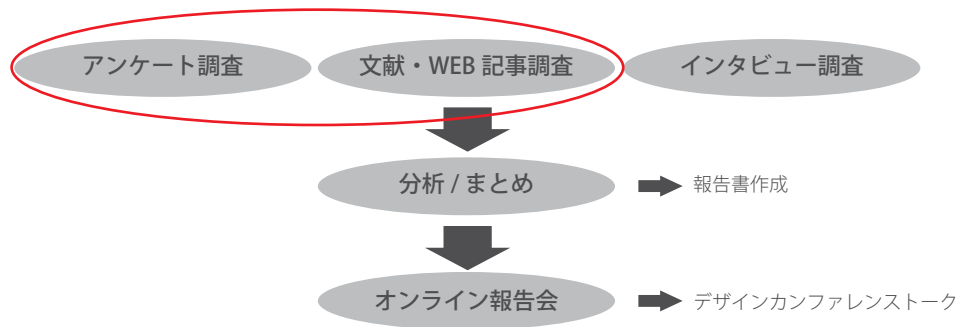 アンケート調査
文献・WEB 記事調査
インタビュー調査
分析 / まとめ
報告書作成
オンライン報告会
デザインカンファレンストーク